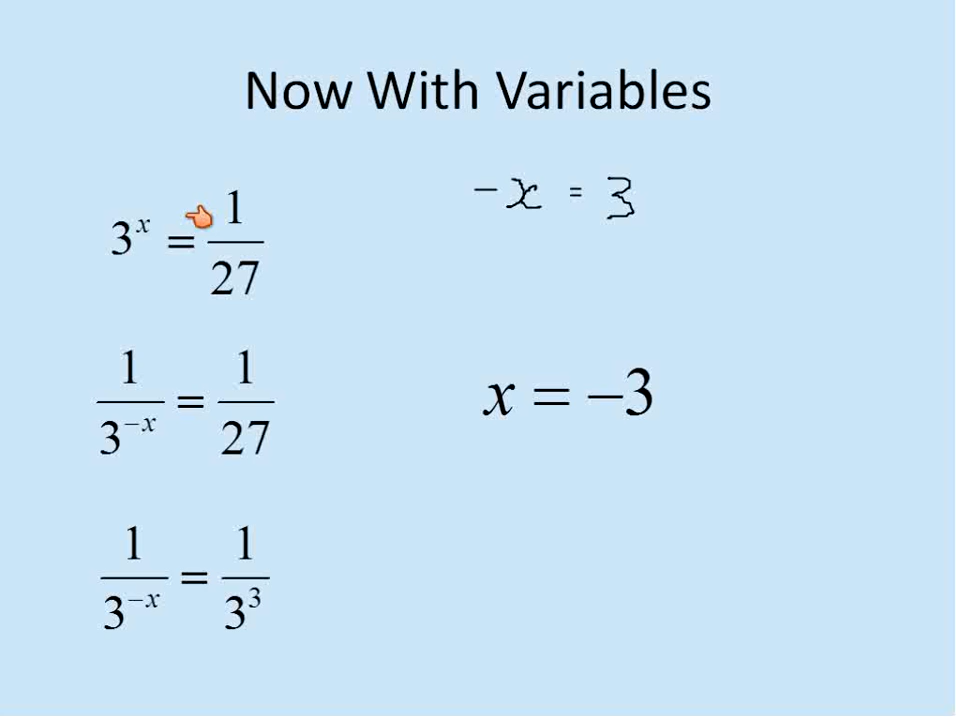 Now With Variables
3^x = 1/27
1/3^{-x} = 1/27
1/3^{-x} = 1/3^3
-x = 3
x = -3